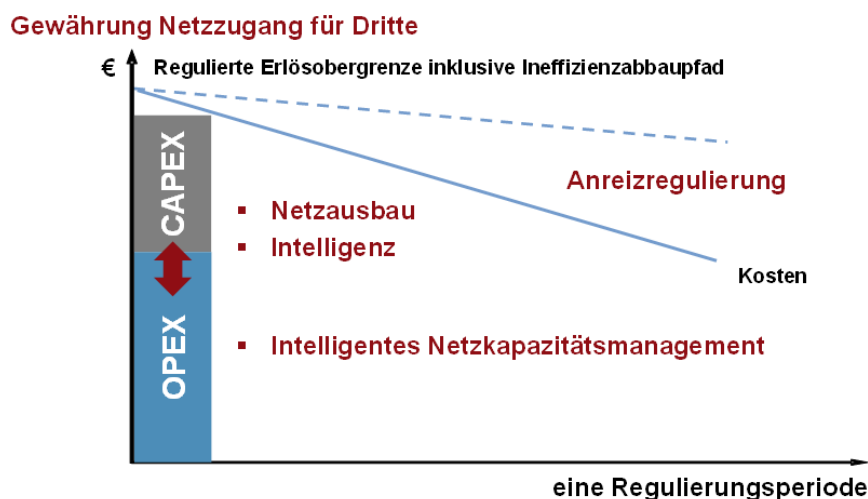 Gewährung Netzzugang für Dritte
€
Regulierte Erlösobergrenze inklusive Ineffizienzabbaupfad
CAPEX
Anreizregulierung
▪ Netzausbau
▪ Intelligenz
Kosten
OPEX
▪ Intelligentes Netzkapazitätsmanagement
eine Regulierungsperiode